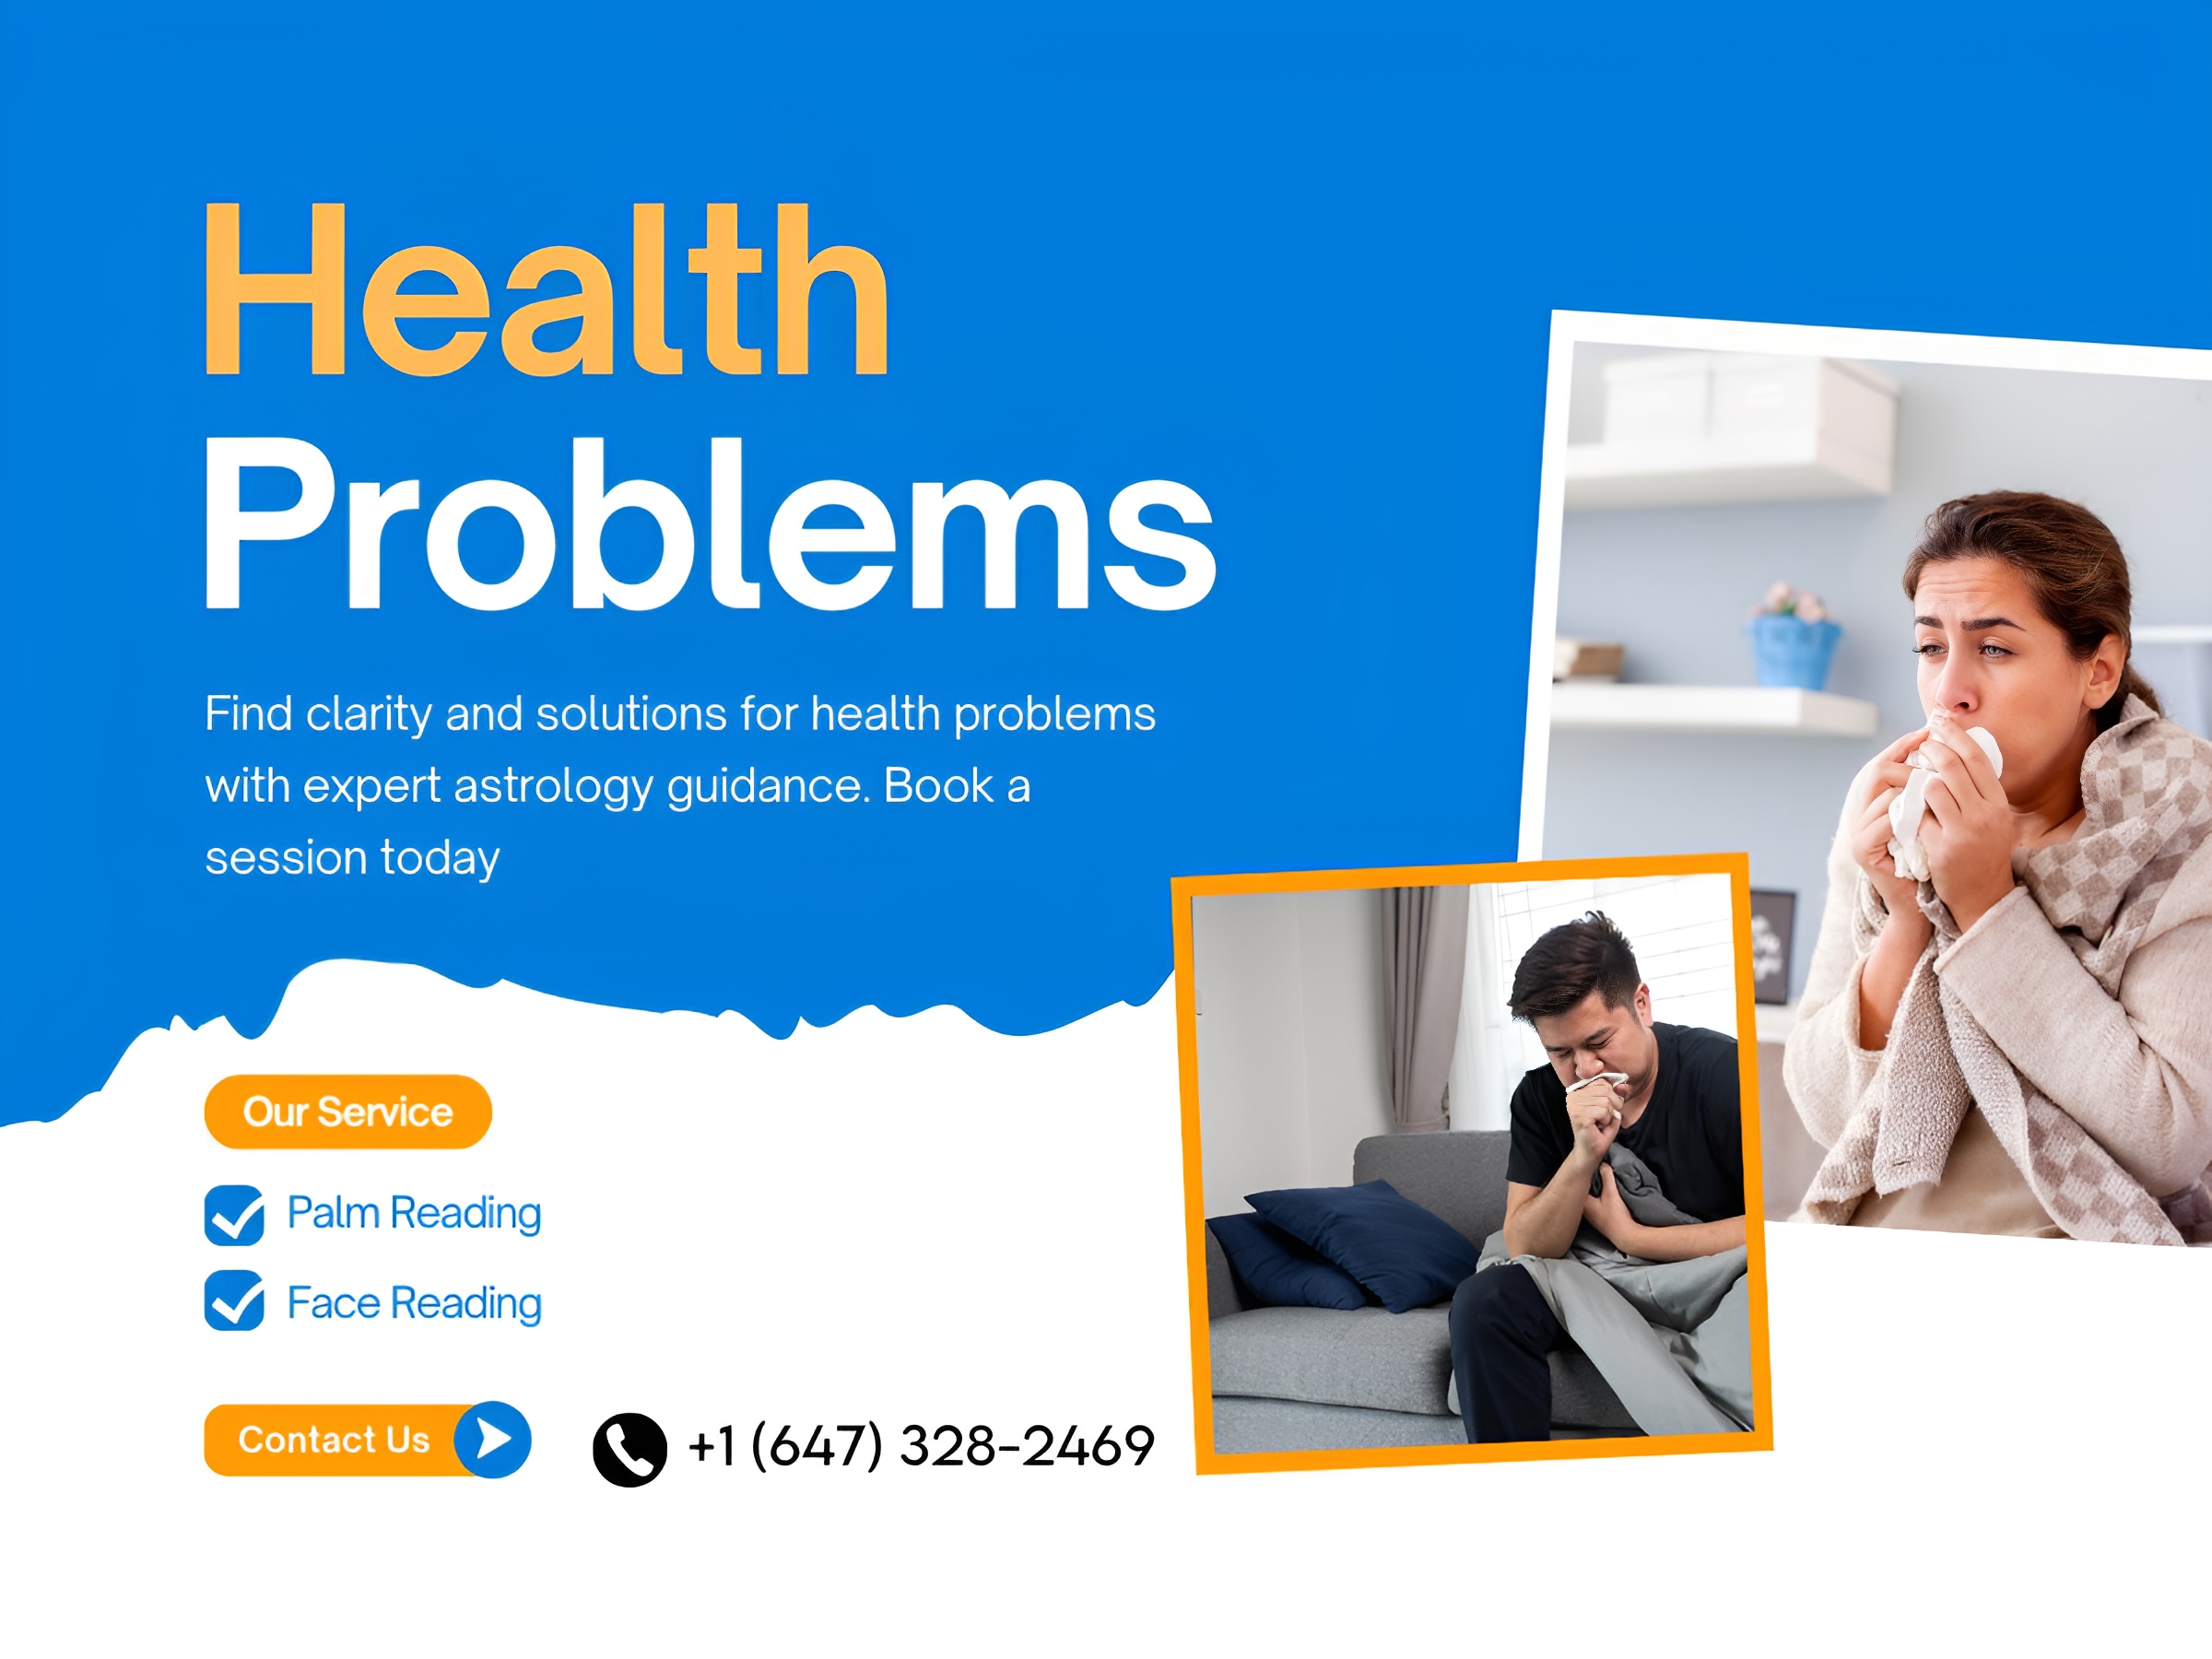 Health
Problems
Find clarity and solutions for health problems
with expert astrology guidance. Book a
session today
Our Service
Palm Reading
Face Reading
Contact Us
+1 (647) 328-2469